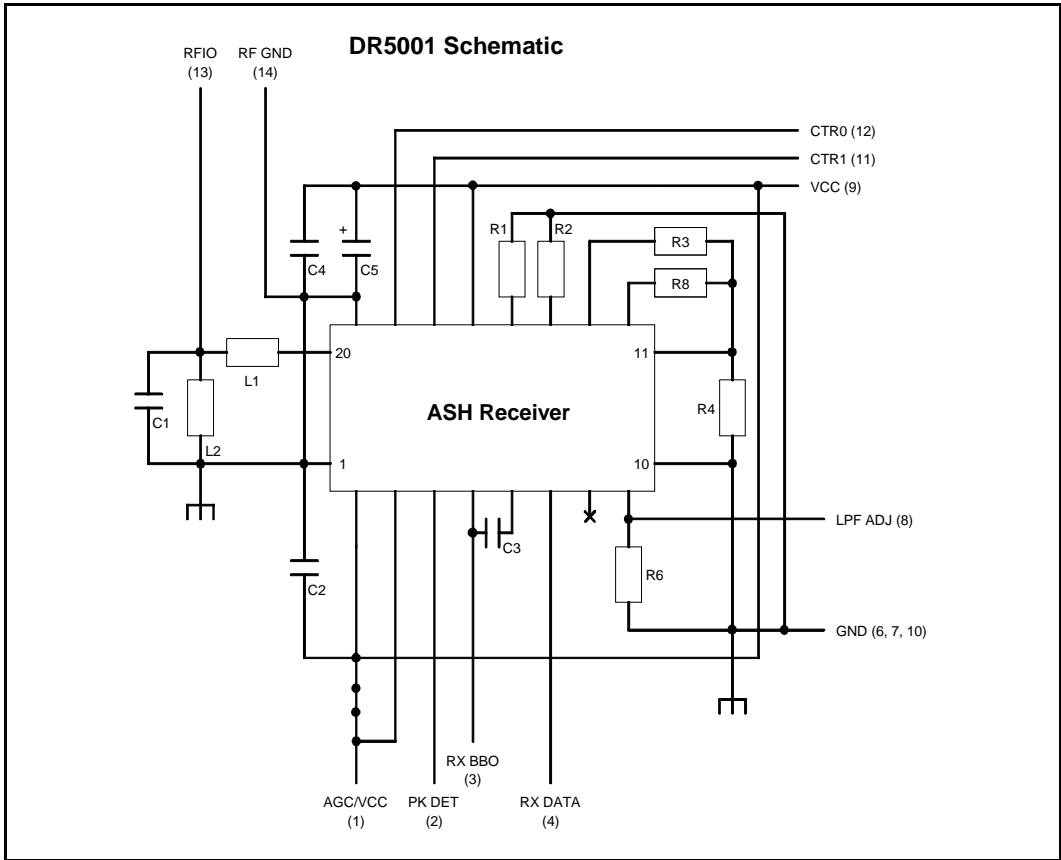 DR5001 Schematic
RFIO
(13)
RF GND
(14)
CTR0 (12)
CTR1 (11)
VCC (9)
R1
R2
R3
+
C4
C5
R8
20
11
L1
C1
ASH Receiver
R4
L2
1
10
C3
LPF ADJ (8)
C2
R6
GND (6, 7, 10)
RX BBO
(3)
AGC/VCC
(1)
PK DET
(2)
RX DATA
(4)